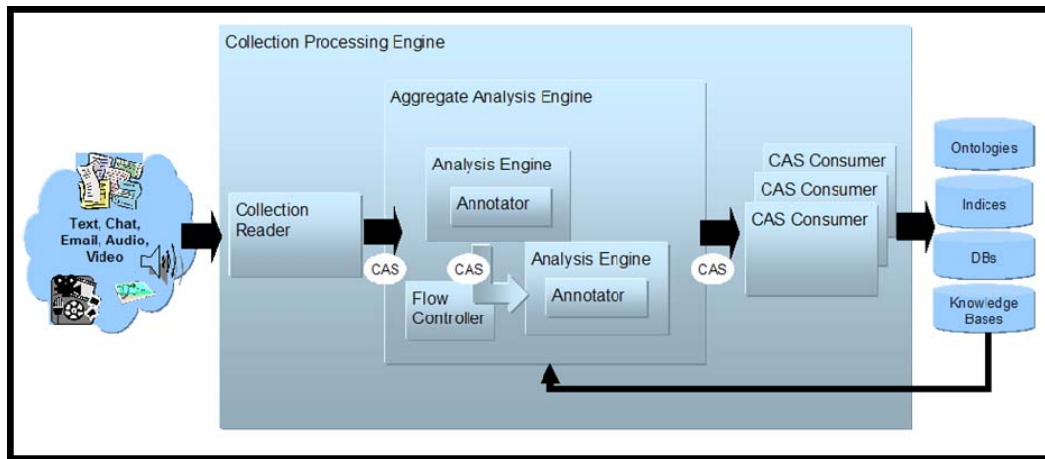 Collection Processing Engine
Aggregate Analysis Engine
Analysis Engine
Annotator
Text, Chat,
Email, Audio,
Video
Collection
Reader
CAS
CAS
Flow
Controller
Analysis Engine
Annotator
CAS
CAS Consumer
CAS Consumer
CAS Consumer
Ontologies
Indices
DBs
Knowledge
Bases